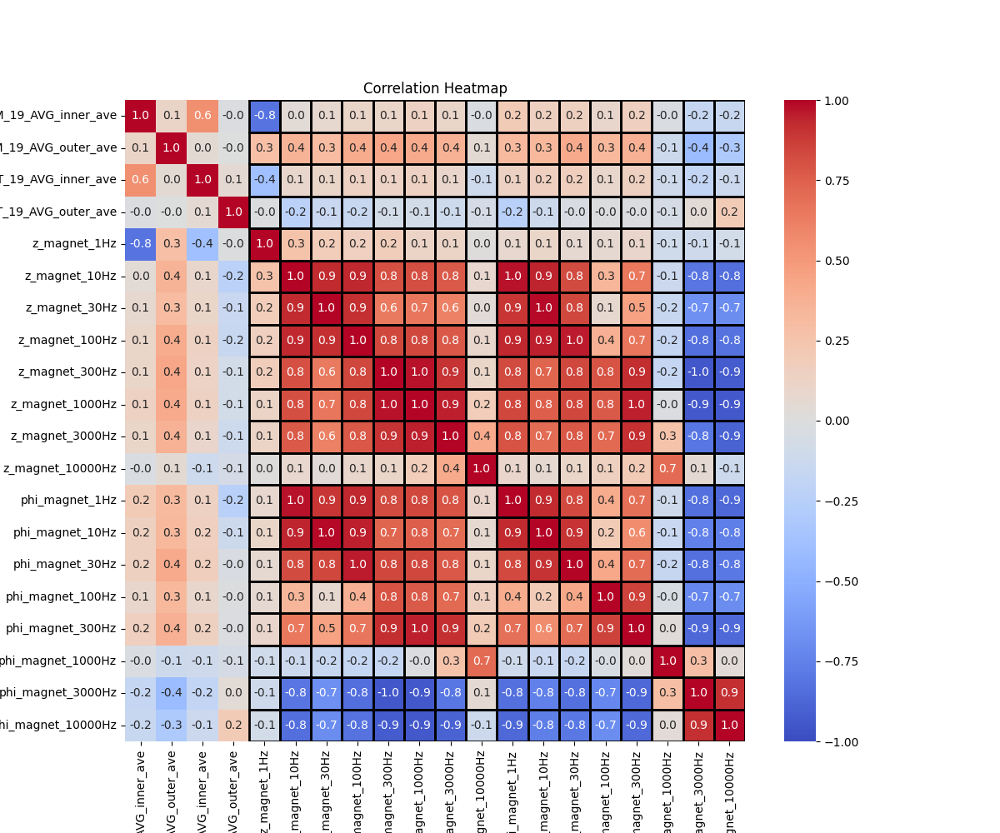 Correlation Heatmap
M_19_AVG_inner_ave 1.0 0.1 0.6 -0.0 -0.8 0.0 0.1 0.1 0.1 0.1 0.1 -0.0 0.2 0.2 0.2 0.1 0.2 -0.0 -0.2 -0.2
M_19_AVG_outer_ave 0.1 1.0 0.0 -0.0 0.3 0.4 0.3 0.4 0.4 0.4 0.4 0.1 0.3 0.3 0.4 0.3 0.4 -0.1 -0.4 -0.3
T_19_AVG_inner_ave 0.6 0.0 1.0 0.1 -0.4 0.1 0.1 0.1 0.1 0.1 0.1 -0.1 0.1 0.2 0.2 0.1 0.2 -0.1 -0.2 -0.1
T_19_AVG_outer_ave -0.0 -0.0 0.1 1.0 -0.0 -0.2 -0.1 -0.2 -0.1 -0.1 -0.1 -0.1 -0.2 -0.1 -0.0 -0.0 -0.0 -0.1 0.0 0.2
z_magnet_1Hz -0.8 0.3 -0.4 -0.0 1.0 0.3 0.2 0.2 0.2 0.1 0.1 0.0 0.1 0.1 0.1 0.1 0.1 -0.1 -0.1 -0.1
z_magnet_10Hz 0.0 0.4 0.1 -0.2 0.3 1.0 0.9 0.9 0.8 0.8 0.8 0.1 1.0 0.9 0.8 0.3 0.7 -0.1 -0.8 -0.8
z_magnet_30Hz 0.1 0.3 0.1 -0.1 0.2 0.9 1.0 0.9 0.6 0.7 0.6 0.0 0.9 1.0 0.8 0.1 0.5 -0.2 -0.7 -0.7
z_magnet_100Hz 0.1 0.4 0.1 -0.2 0.2 0.9 0.9 1.0 0.8 0.8 0.8 0.1 0.9 0.9 1.0 0.4 0.7 -0.2 -0.8 -0.8
z_magnet_300Hz 0.1 0.4 0.1 -0.1 0.2 0.8 0.6 0.8 1.0 1.0 0.9 0.1 0.8 0.7 0.8 0.8 0.9 -0.2 -1.0 -0.9
z_magnet_1000Hz 0.1 0.4 0.1 -0.1 0.1 0.8 0.7 0.8 1.0 1.0 0.9 0.2 0.8 0.8 0.8 0.8 1.0 -0.0 -0.9 -0.9
z_magnet_3000Hz 0.1 0.4 0.1 -0.1 0.1 0.8 0.6 0.8 0.9 0.9 1.0 0.4 0.8 0.7 0.8 0.7 0.9 0.3 -0.8 -0.9
z_magnet_10000Hz -0.0 0.1 -0.1 -0.1 0.0 0.1 0.0 0.1 0.1 0.2 0.4 1.0 0.1 0.1 0.1 0.1 0.2 0.7 0.1 -0.1
phi_magnet_1Hz 0.2 0.3 0.1 -0.2 0.1 1.0 0.9 0.9 0.8 0.8 0.8 0.1 1.0 0.9 0.8 0.4 0.7 -0.1 -0.8 -0.9
phi_magnet_10Hz 0.2 0.3 0.2 -0.1 0.1 0.9 1.0 0.9 0.7 0.8 0.7 0.1 0.9 1.0 0.9 0.2 0.6 -0.1 -0.8 -0.8
phi_magnet_30Hz 0.2 0.4 0.2 -0.0 0.1 0.8 0.8 1.0 0.8 0.8 0.8 0.1 0.8 0.9 1.0 0.4 0.7 -0.2 -0.8 -0.8
phi_magnet_100Hz 0.1 0.3 0.1 -0.0 0.1 0.3 0.1 0.4 0.8 0.8 0.7 0.1 0.4 0.2 0.4 1.0 0.9 -0.0 -0.7 -0.7
phi_magnet_300Hz 0.2 0.4 0.2 -0.0 0.1 0.7 0.5 0.7 0.9 1.0 0.9 0.2 0.7 0.6 0.7 0.9 1.0 0.0 -0.9 -0.9
phi_magnet_1000Hz -0.0 -0.1 -0.1 -0.1 -0.1 -0.1 -0.2 -0.2 -0.2 -0.0 0.3 0.7 -0.1 -0.1 -0.2 -0.0 0.0 1.0 0.3 0.0
phi_magnet_3000Hz -0.2 -0.4 -0.2 0.0 -0.1 -0.8 -0.7 -0.8 -1.0 -0.9 -0.8 0.1 -0.8 -0.8 -0.8 -0.7 -0.9 0.3 1.0 0.9
hi_magnet_10000Hz -0.2 -0.3 -0.1 0.2 -0.1 -0.8 -0.7 -0.8 -0.9 -0.9 -0.9 -0.1 -0.9 -0.8 -0.8 -0.7 -0.9 0.0 0.9 1.0
AVG_inner_ave
AVG_outer_ave
AVG_inner_ave
AVG_outer_ave
z_magnet_1Hz
_magnet_10Hz
_magnet_30Hz
magnet_100Hz
magnet_300Hz
agnet_1000Hz
agnet_3000Hz
gnet_10000Hz
i_magnet_1Hz
_magnet_10Hz
_magnet_30Hz
magnet_100Hz
magnet_300Hz
agnet_1000Hz
agnet_3000Hz
gnet_10000Hz
1.00
0.75
0.50
0.25
0.00
−0.25
−0.50
−0.75
−1.00